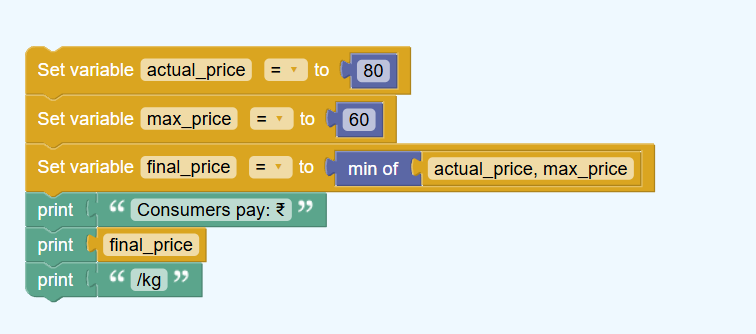 Set variable actual_price = to 80
Set variable max_price = to 60
Set variable final_price = to min of actual_price, max_price
print “ Consumers pay: ₹ ”
print final_price
print “ /kg ”